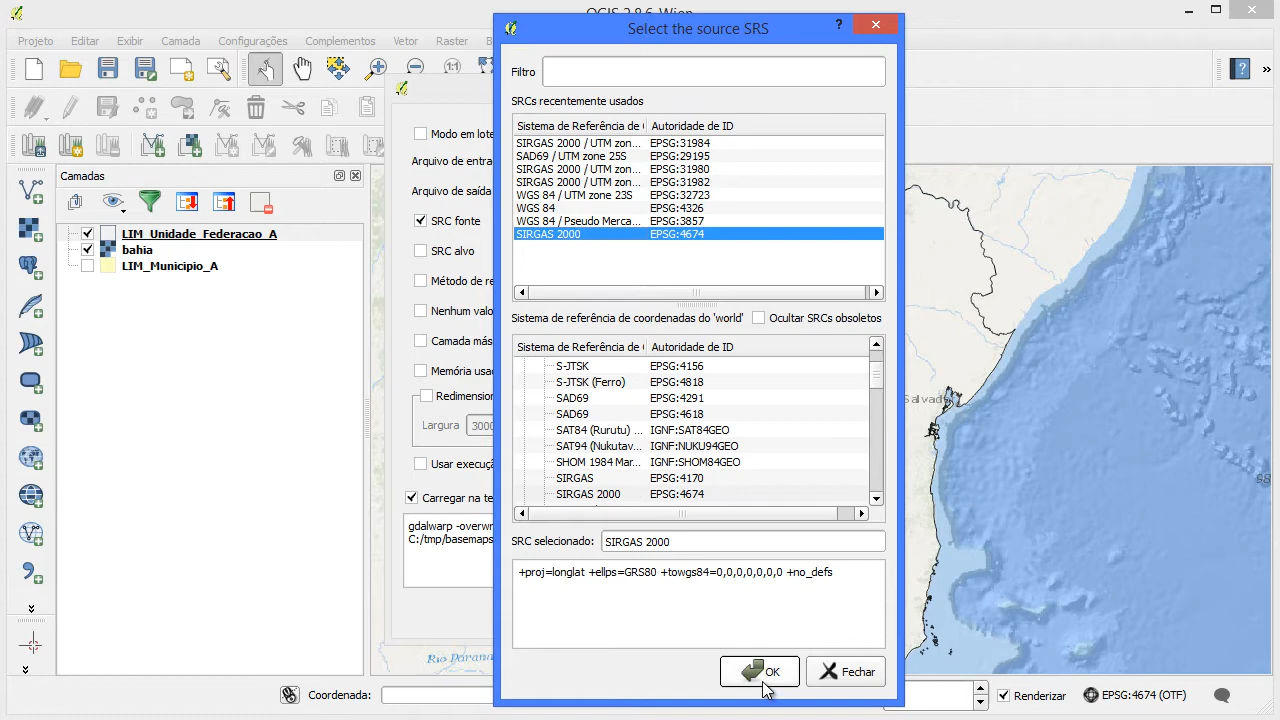 QGIS 2.8.6-Wien
Select the source SRS
?
Projeto Editar Exibir Camada Configurações Complementos Vetor Raster
Filtro
SRCs recentemente usados
Sistema de Referência de Autoridade de ID
SIRGAS 2000 / UTM zon... EPSG:31984
SAD69 / UTM zone 25S EPSG:29195
SIRGAS 2000 / UTM zon... EPSG:31980
SIRGAS 2000 / UTM zon... EPSG:31982
WGS 84 / UTM zone 23S EPSG:32723
WGS 84 EPSG:4326
WGS 84 / Pseudo Merca... EPSG:3857
SIRGAS 2000 EPSG:4674
Sistema de referência de coordenadas do 'world' Ocultar SRCs obsoletos
Sistema de Referência de Autoridade de ID
S-JTSK EPSG:4156
S-JTSK (Ferro) EPSG:4818
SAD69 EPSG:4291
SAD69 EPSG:4618
SAT84 (Rurutu) ... IGNF:SAT84GEO
SAT94 (Nukutav... IGNF:NUKU94GEO
SHOM 1984 Mar... IGNF:SHOM84GEO
SIRGAS EPSG:4170
SIRGAS 2000 EPSG:4674
SRC selecionado: SIRGAS 2000
+proj=longlat +ellps=GRS80 +towgs84=0,0,0,0,0,0,0 +no_defs
OK Fechar
Camadas
LIM_Unidade_Federacao_A
bahia
LIM_Municipio_A
Modo em lote
Arquivo de entra
Arquivo de saída
SRC fonte
SRC alvo
Método de re
Nenhum valo
Camada más
Memória usad
Redimension
Largura 3000
Usar execuçã
Carregar na te
gdalwarp -overwr
C:/tmp/basemaps
Salvad
Rio Parana
Coordenada:
Renderizar EPSG:4674 (OTF)